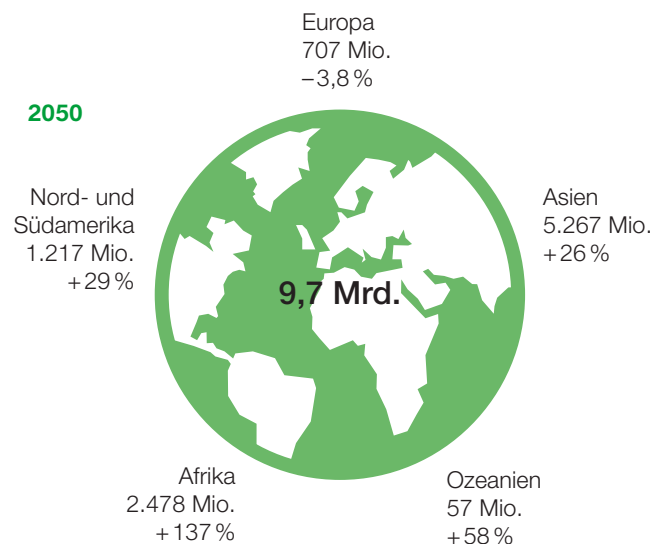 Europa
707 Mio.
–3,8 %
2050
Nord- und
Südamerika
1.217 Mio.
+29 %
Asien
5.267 Mio.
+26 %
9,7 Mrd.
Afrika
2.478 Mio.
+137 %
Ozeanien
57 Mio.
+58 %